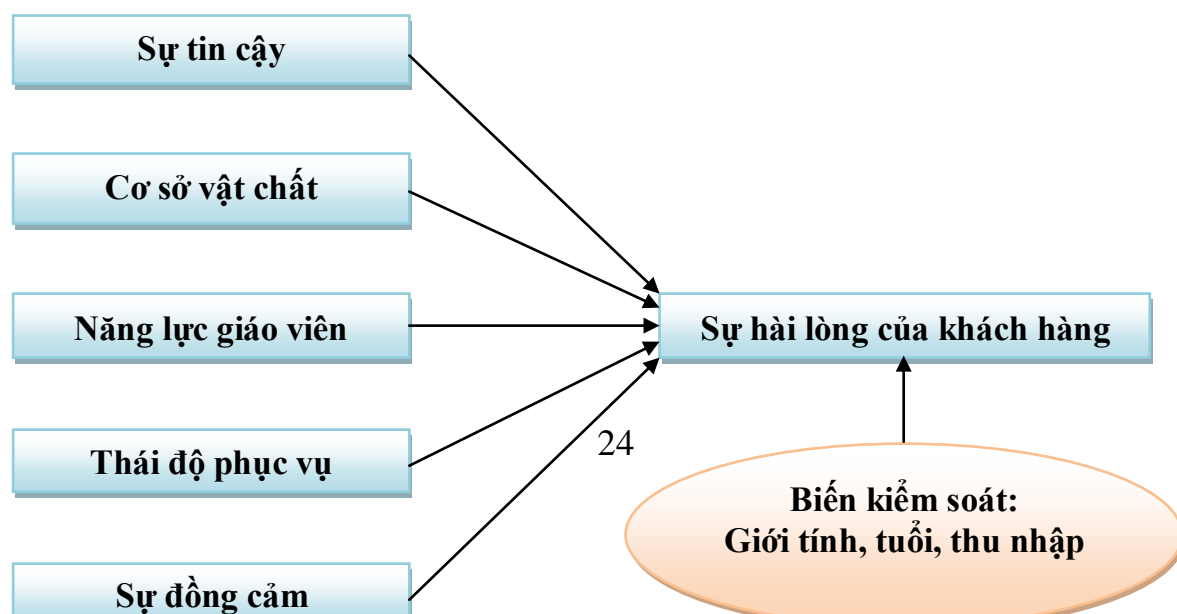 Sự tin cậy
Cơ sở vật chất
Năng lực giáo viên
Thái độ phục vụ
Sự đồng cảm
Sự hài lòng của khách hàng
24
Biến kiểm soát:
Giới tính, tuổi, thu nhập